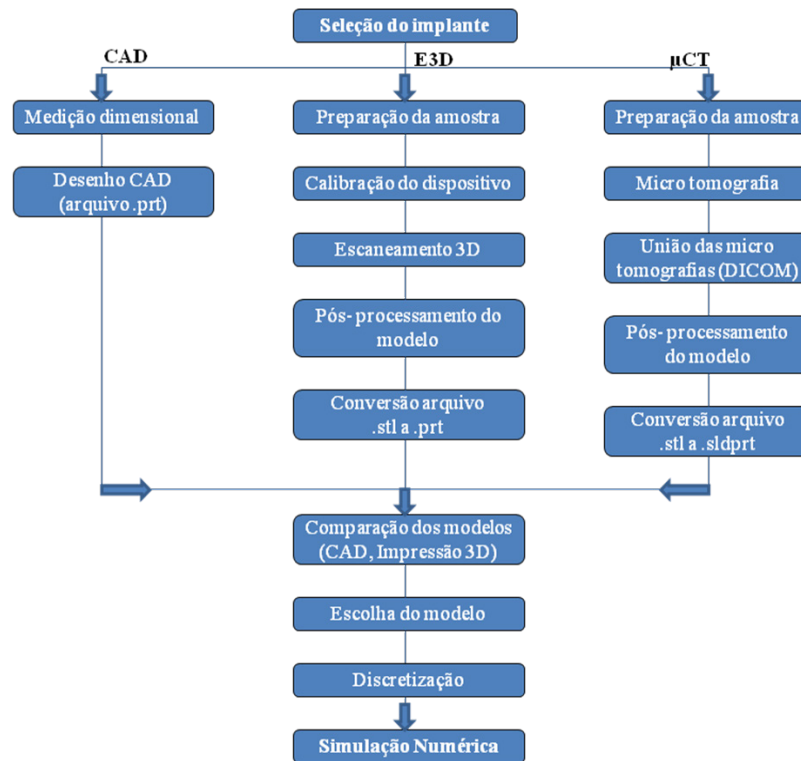 Seleção do implante
CAD
E3D
µCT
Medição dimensional
Desenho CAD
(arquivo .prt)
Preparação da amostra
Calibração do dispositivo
Escaneamento 3D
Pós- processamento do
modelo
Conversão arquivo
.stl a .prt
Preparação da amostra
Micro tomografia
União das micro
tomografias (DICOM)
Pós- processamento
do modelo
Conversão arquivo
.stl a .sldprt
Comparação dos modelos
(CAD, Impressão 3D)
Escolha do modelo
Discretização
Simulação Numérica